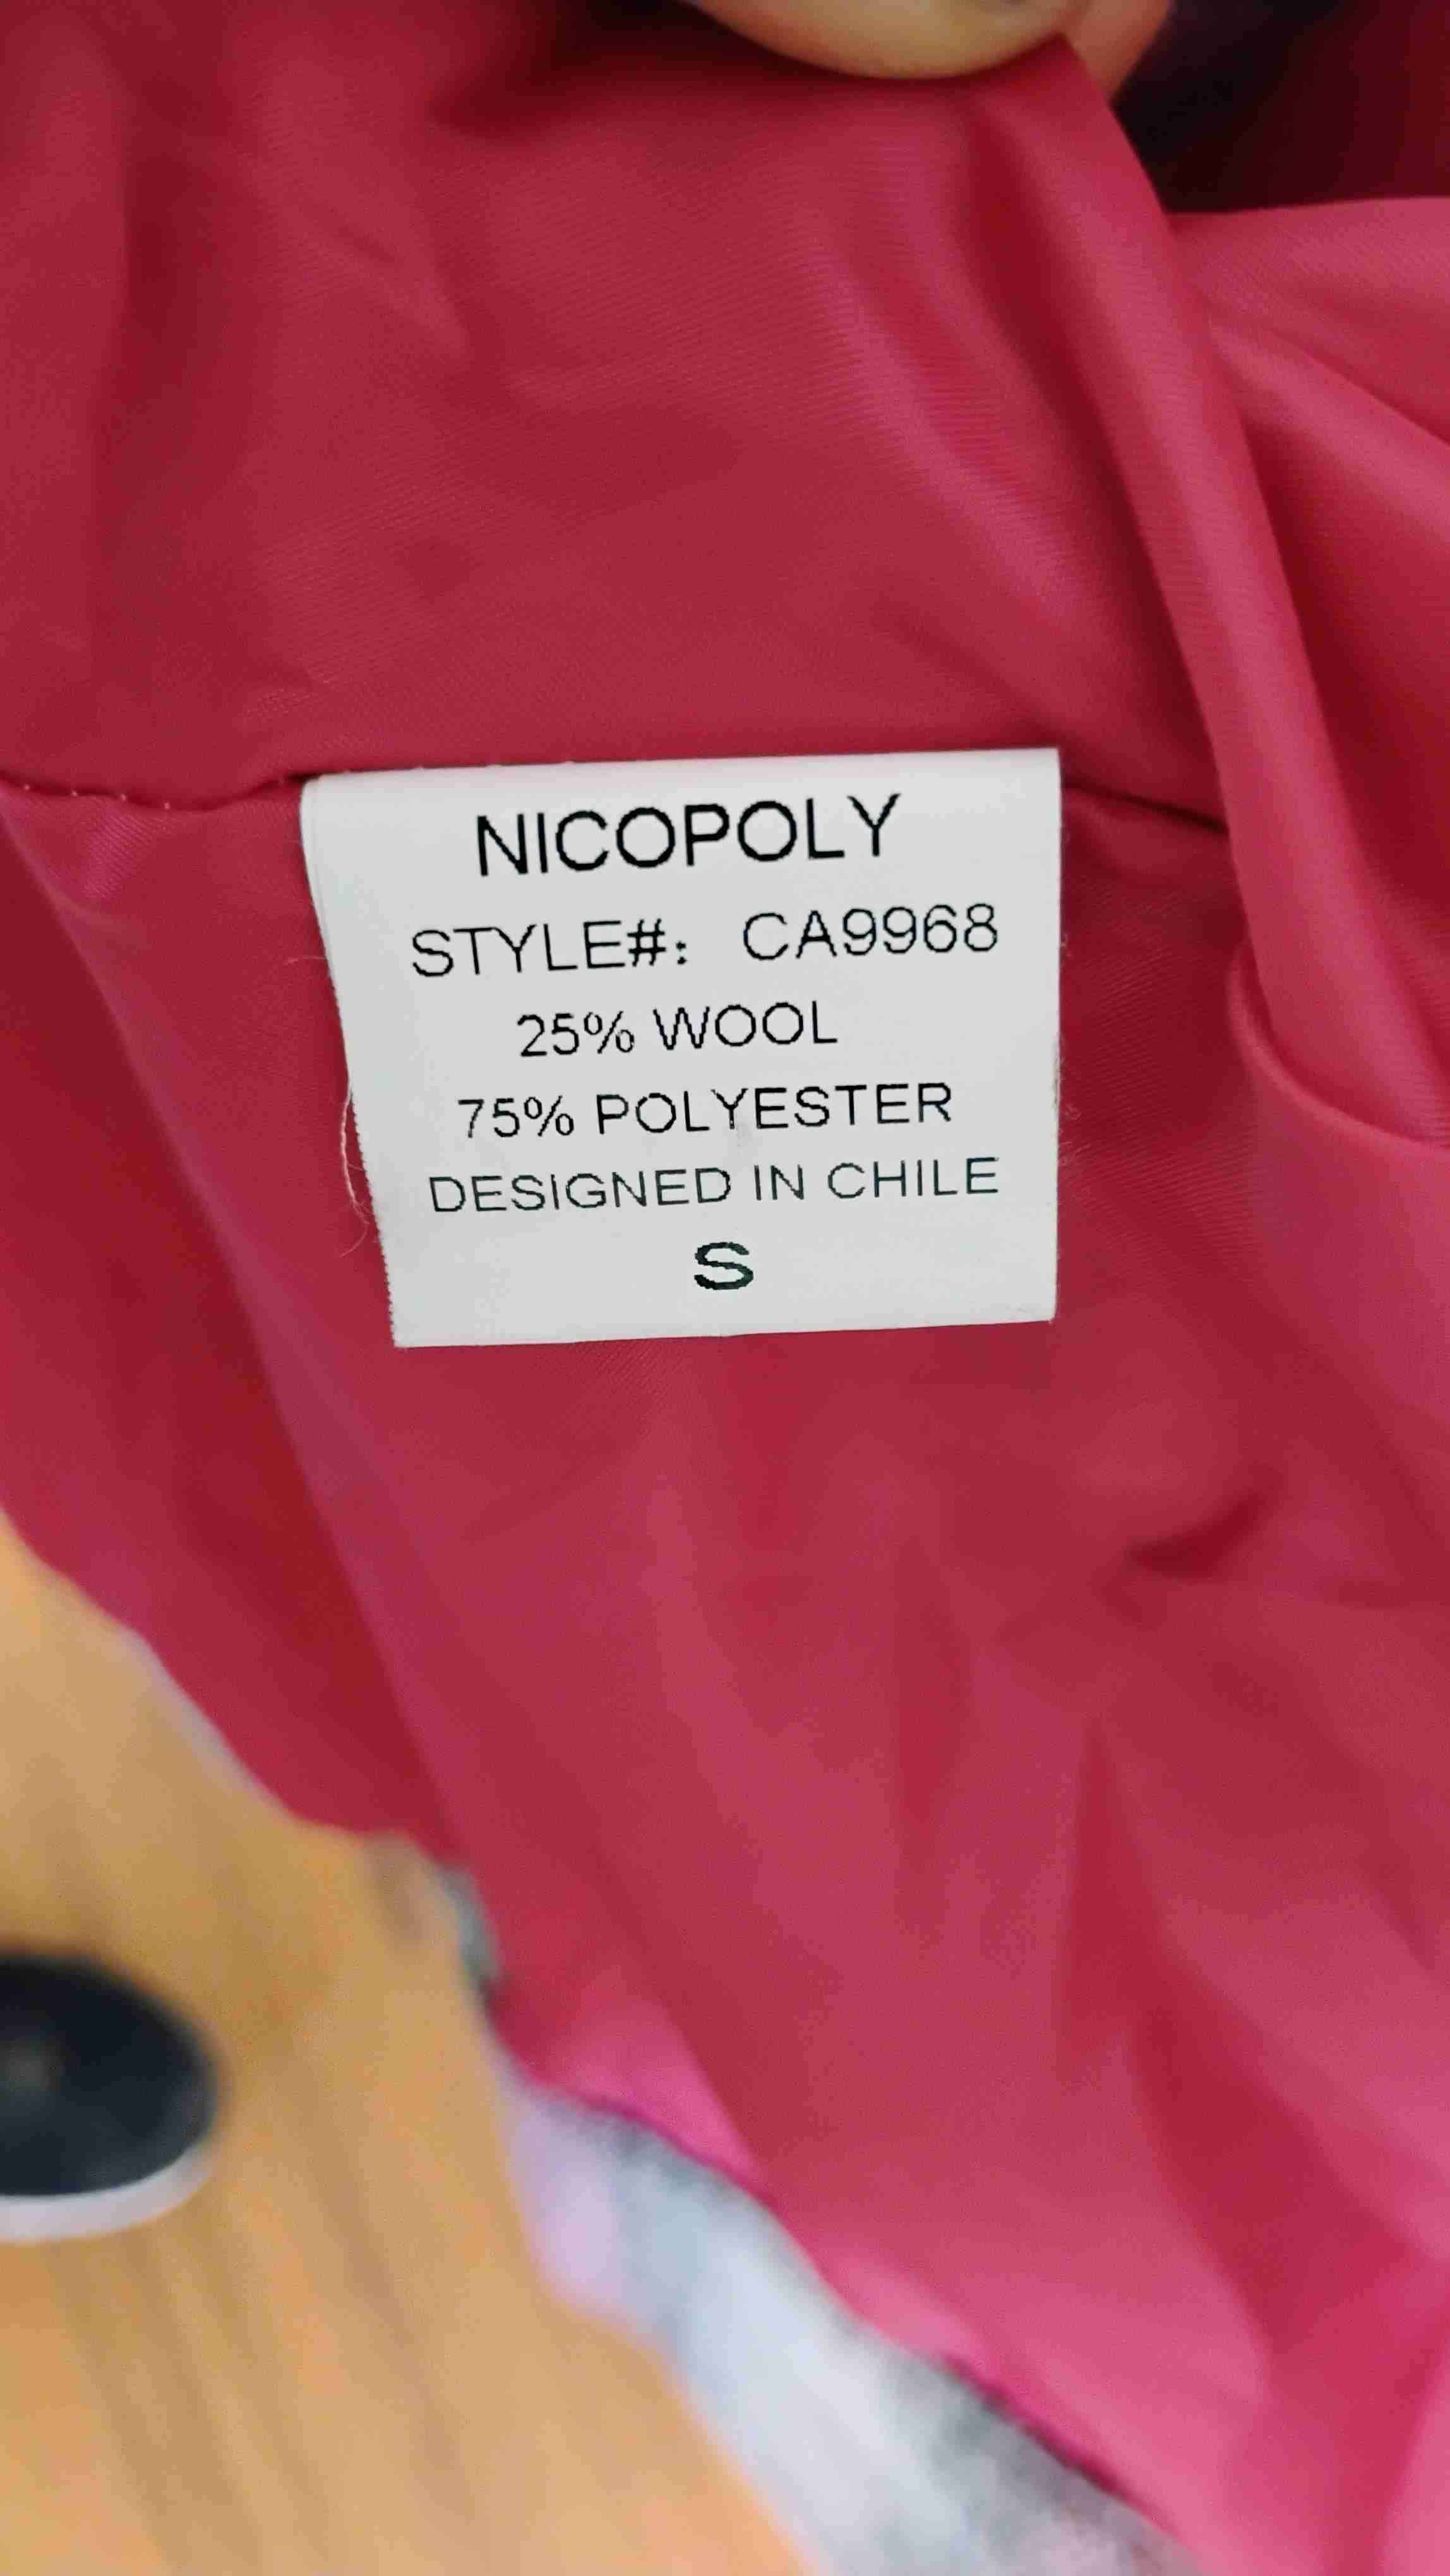 NICOPOLY
STYLE#: CA9968
25% WOOL
75% POLYESTER
DESIGNED IN CHILE
S